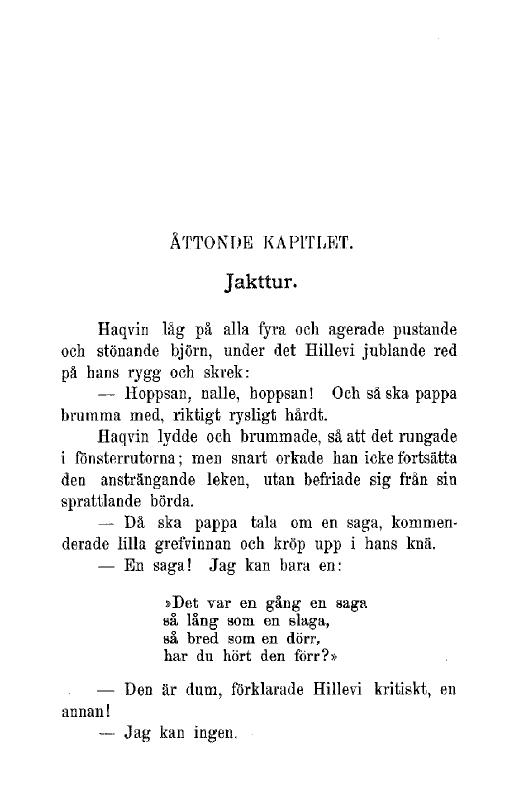 ÅTTONDE KAPITLET.
Jakttur.
Haqvin låg på alla fyra och agerade pustande
och stönande björn, under det Hillevi jublande red
på hans rygg och skrek:
— Hoppsan, nalle, hoppsan! Och så ska pappa
brumma med, riktigt rysligt hårdt.
Haqvin lydde och brummade, så att det rungade
i fönsterrutorna; men snart orkade han icke fortsätta
den ansträngande leken, utan befriade sig från sin
sprattlande börda.
— Då ska pappa tala om en saga, kommen-
derade lilla grefvinnan och kröp upp i hans knä.
— En saga! Jag kan bara en:
»Det var en gång en saga
så lång som en slaga,
så bred som en dörr,
har du hört den förr?»
— Den är dum, förklarade Hillevi kritiskt, en
annan!
— Jag kan ingen.